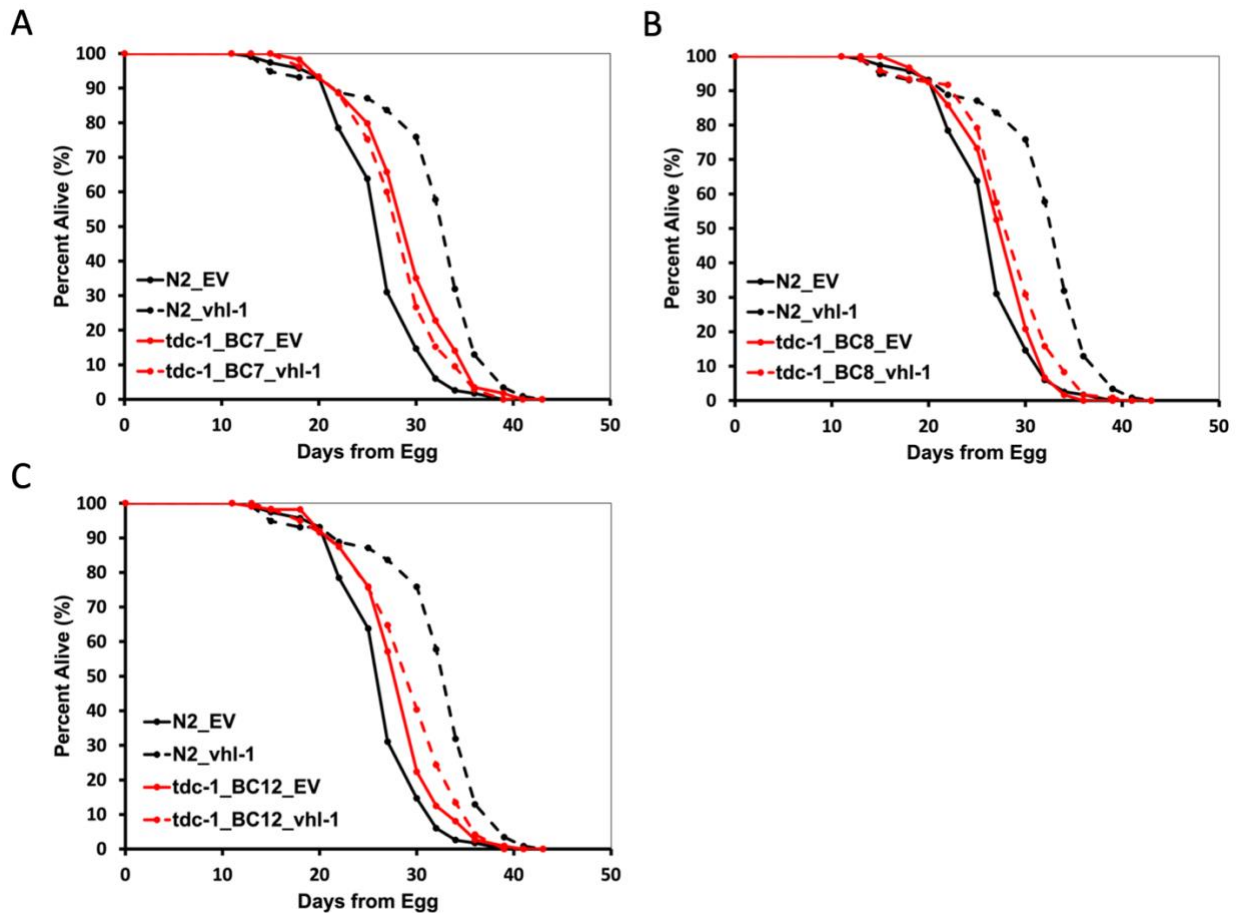 A
100
90
80
70
60
50
40
30
20
10
0
Percent Alive (%)
N2_EV
N2_vhl-1
tdc-1_BC7_EV
tdc-1_BC7_vhl-1
0 10 20 30 40 50
Days from Egg
B
100
90
80
70
60
50
40
30
20
10
0
Percent Alive (%)
N2_EV
N2_vhl-1
tdc-1_BC8_EV
tdc-1_BC8_vhl-1
0 10 20 30 40 50
Days from Egg
C
100
90
80
70
60
50
40
30
20
10
0
Percent Alive (%)
N2_EV
N2_vhl-1
tdc-1_BC12_EV
tdc-1_BC12_vhl-1
0 10 20 30 40 50
Days from Egg